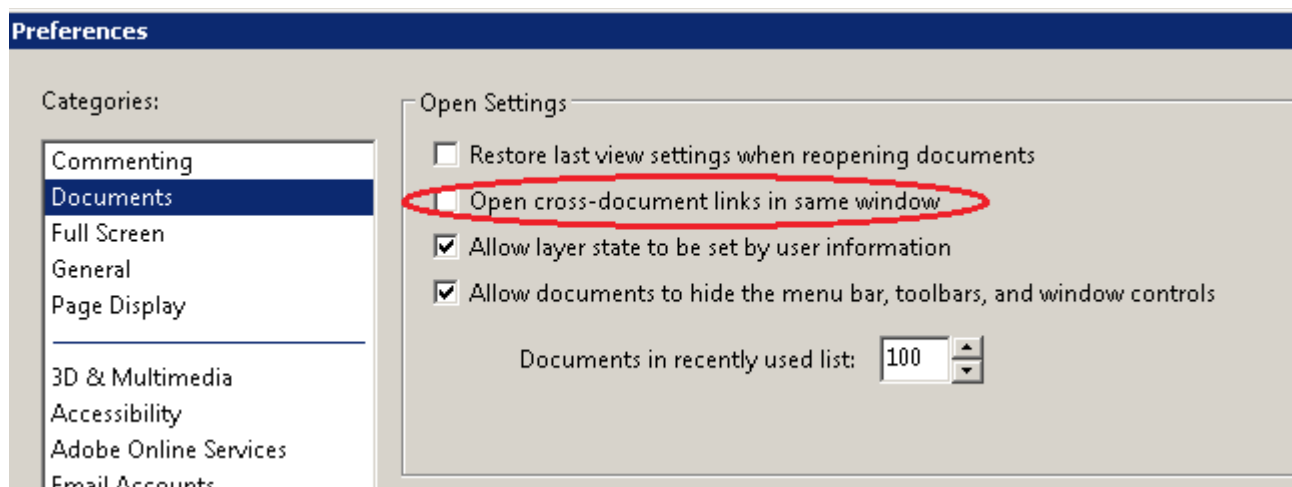 Preferences
Categories:
Commenting
Documents
Full Screen
General
Page Display
3D & Multimedia
Accessibility
Adobe Online Services
Email Accounts
Open Settings
Restore last view settings when reopening documents
Open cross-document links in same window
Allow layer state to be set by user information
Allow documents to hide the menu bar, toolbars, and window controls
Documents in recently used list: 100